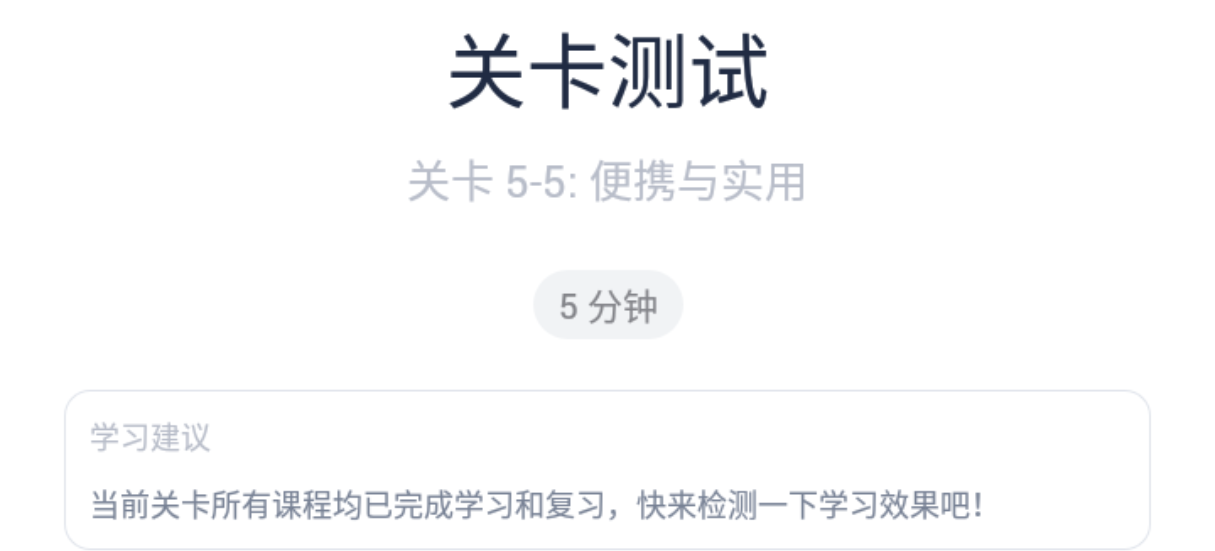 关卡测试
关卡 5-5: 便携与实用
5 分钟
学习建议
当前关卡所有课程均已完成学习和复习，快来检测一下学习效果吧！